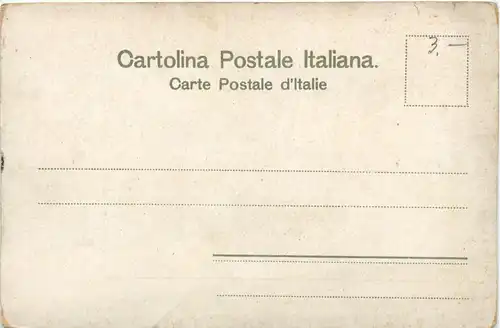 Cartolina Postale Italiana.
Carte Postale d'Italie
3,—